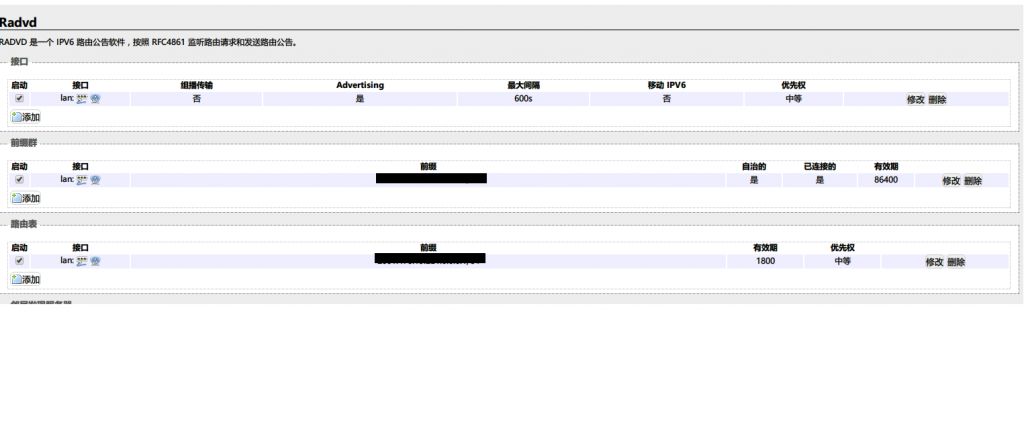 Radvd
RADVD 是一个 IPV6 路由公告软件，按照 RFC4861 监听路由请求和发送路由公告。
接口
启动 接口 组播传输 Advertising 最大间隔 移动 IPV6 优先权
lan: 否 是 600s 否 中等 修改 删除
添加
前缀群
启动 接口 前缀 自治的 已连接的 有效期
lan: 是 是 86400 修改 删除
添加
路由表
启动 接口 前缀 有效期 优先权
lan: 1800 中等 修改 删除
添加